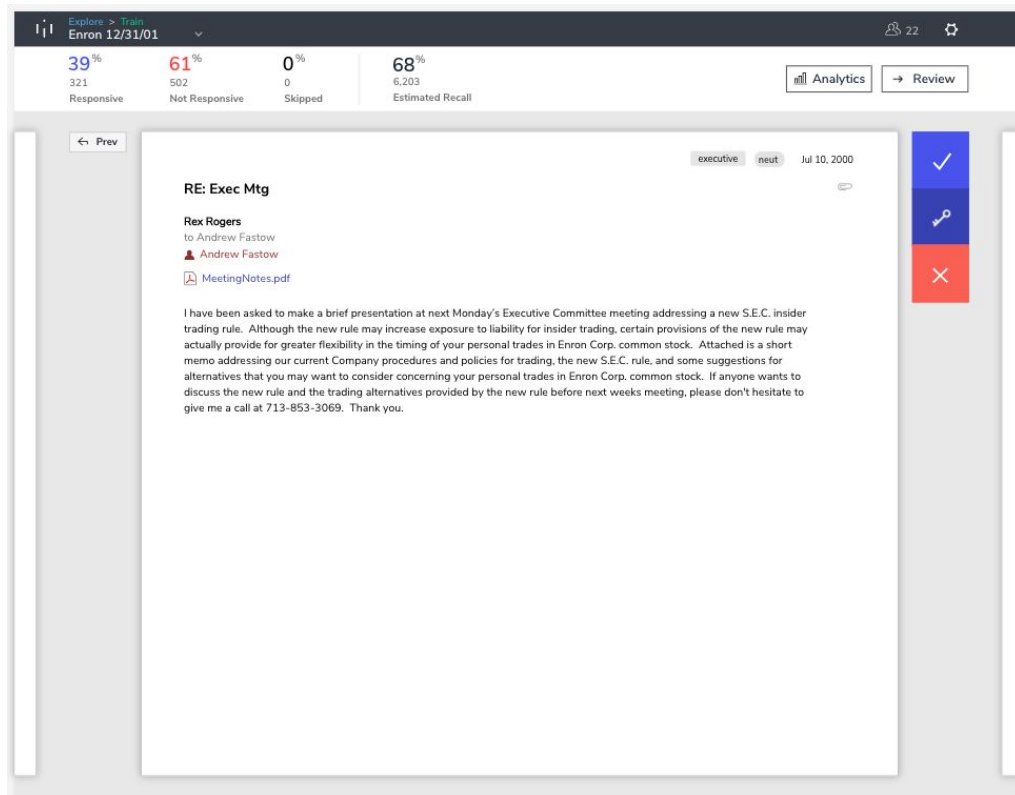 Explore > Train
Enron 12/31/01
22
39%
321
Responsive
61%
502
Not Responsive
0%
0
Skipped
68%
6,203
Estimated Recall
Analytics
→ Review
← Prev
executive neut Jul 10, 2000
RE: Exec Mtg
Rex Rogers
to Andrew Fastow
Andrew Fastow
MeetingNotes.pdf
I have been asked to make a brief presentation at next Monday's Executive Committee meeting addressing a new S.E.C. insider
trading rule. Although the new rule may increase exposure to liability for insider trading, certain provisions of the new rule may
actually provide for greater flexibility in the timing of your personal trades in Enron Corp. common stock. Attached is a short
memo addressing our current Company procedures and policies for trading, the new S.E.C. rule, and some suggestions for
alternatives that you may want to consider concerning your personal trades in Enron Corp. common stock. If anyone wants to
discuss the new rule and the trading alternatives provided by the new rule before next weeks meeting, please don't hesitate to
give me a call at 713-853-3069. Thank you.